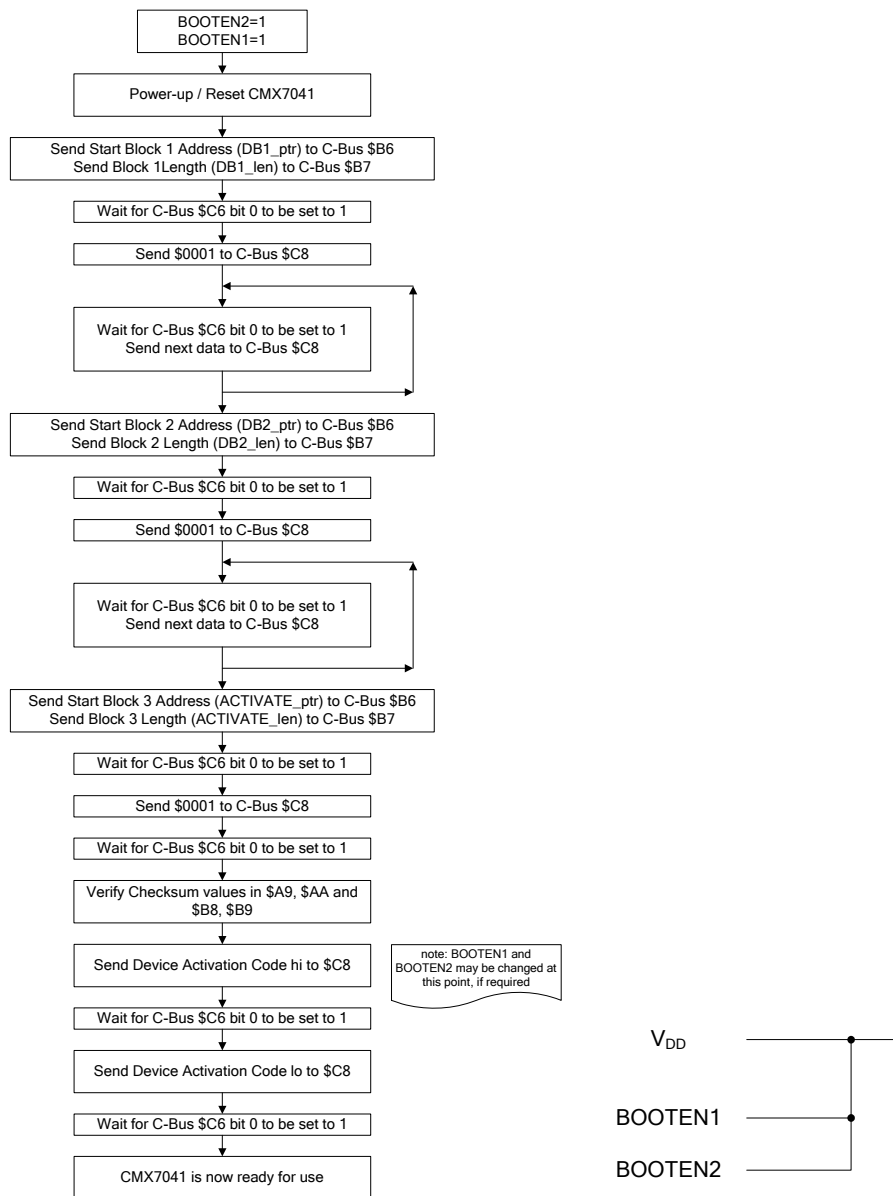 BOOTEN2=1
BOOTEN1=1
Power-up / Reset CMX7041
Send Start Block 1 Address (DB1_ptr) to C-Bus $B6
Send Block 1Length (DB1_len) to C-Bus $B7
Wait for C-Bus $C6 bit 0 to be set to 1
Send $0001 to C-Bus $C8
Wait for C-Bus $C6 bit 0 to be set to 1
Send next data to C-Bus $C8
Send Start Block 2 Address (DB2_ptr) to C-Bus $B6
Send Block 2 Length (DB2_len) to C-Bus $B7
Wait for C-Bus $C6 bit 0 to be set to 1
Send $0001 to C-Bus $C8
Wait for C-Bus $C6 bit 0 to be set to 1
Send next data to C-Bus $C8
Send Start Block 3 Address (ACTIVATE_ptr) to C-Bus $B6
Send Block 3 Length (ACTIVATE_len) to C-Bus $B7
Wait for C-Bus $C6 bit 0 to be set to 1
Send $0001 to C-Bus $C8
Wait for C-Bus $C6 bit 0 to be set to 1
Verify Checksum values in $A9, $AA and
$B8, $B9
Send Device Activation Code hi to $C8
note: BOOTEN1 and
BOOTEN2 may be changed at
this point, if required
Wait for C-Bus $C6 bit 0 to be set to 1
Send Device Activation Code lo to $C8
Wait for C-Bus $C6 bit 0 to be set to 1
CMX7041 is now ready for use
VDD
BOOTEN1
BOOTEN2